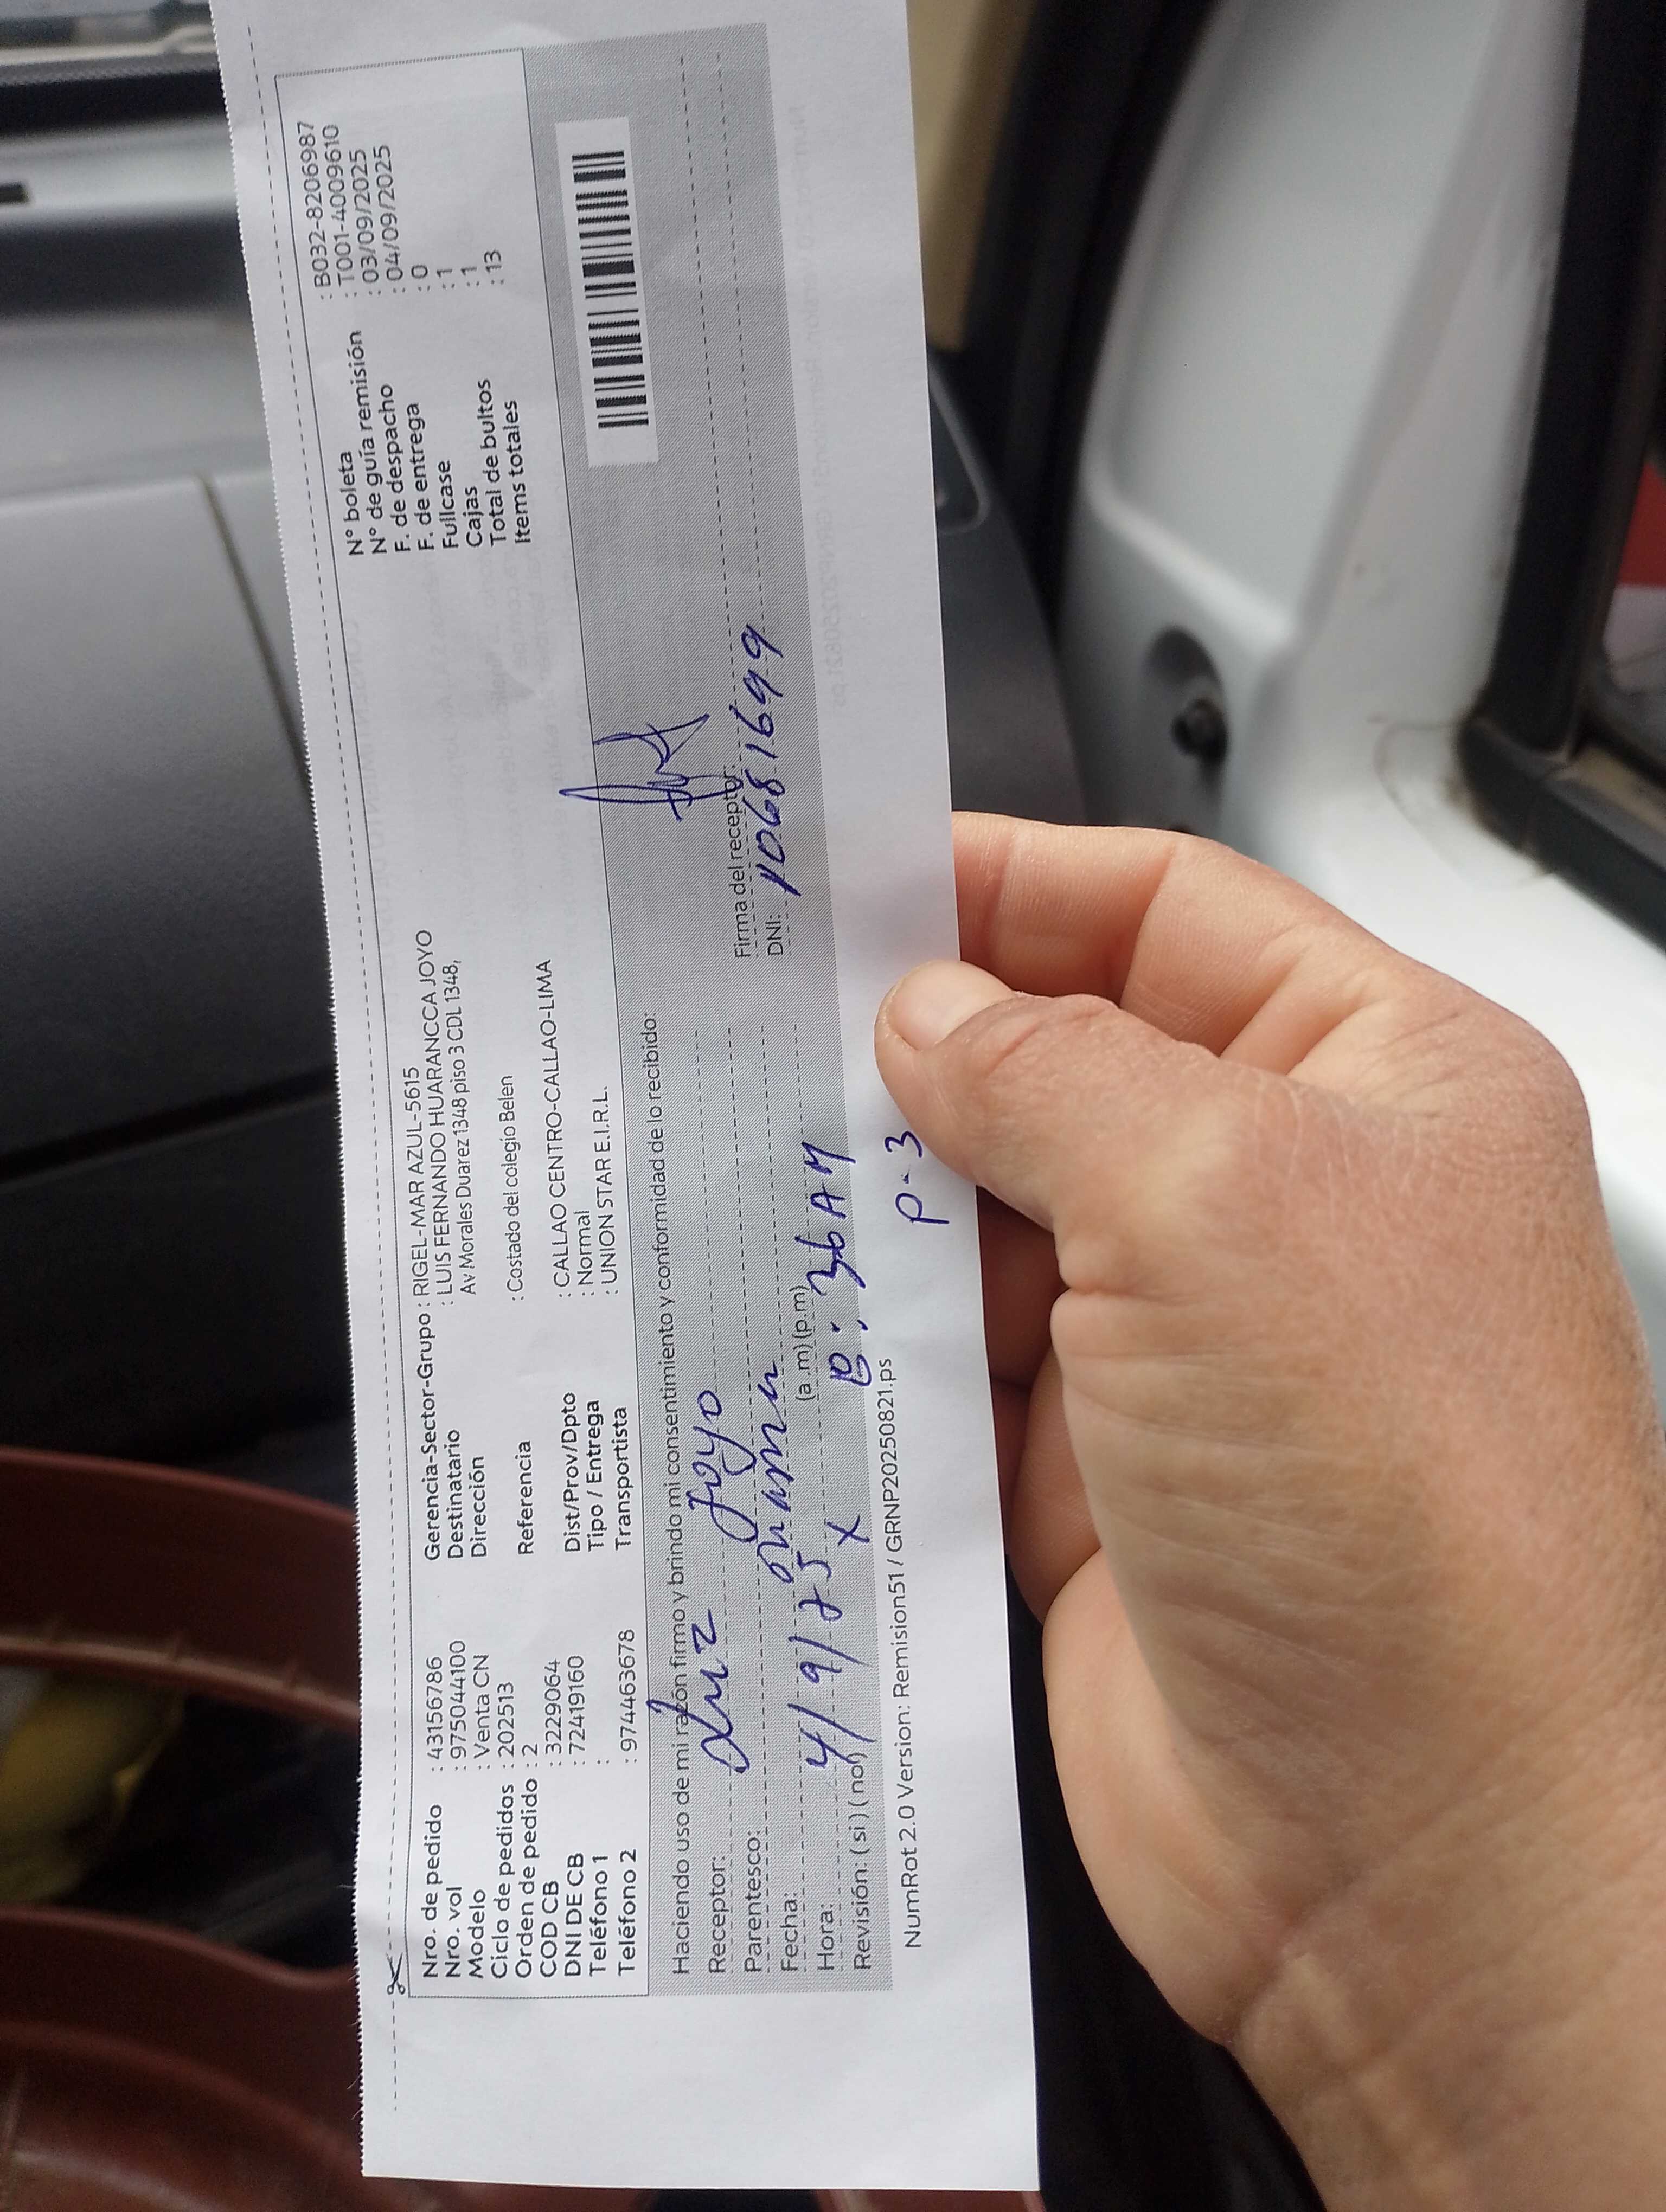 Nro. de pedido : 43156786
Nro. vol : 975044100
Modelo : Venta CN
Ciclo de pedidos : 202513
Orden de pedido : 2
COD CB : 3229064
DNI DE CB : 72419160
Teléfono 1 :
Teléfono 2 : 974463678
Gerencia-Sector-Grupo : RIGEL-MAR AZUL-5615
Destinatario : LUIS FERNANDO HUARANCCA JOYO
Dirección Av Morales Duarez 1348 piso 3 CDL 1348,
Referencia : Costado del colegio Belen
Dist/Prov/Dpto : CALLAO CENTRO-CALLAO-LIMA
Tipo / Entrega : Normal
Transportista : UNION STAR E.I.R.L.
N° boleta : B032-8206987
N° de guía remisión : T001-4009610
F. de despacho : 03/09/2025
F. de entrega : 04/09/2025
Fullcase : 0
Cajas : 1
Total de bultos : 1
Items totales : 13
Haciendo uso de mi razón firmo y brindo mi consentimiento y conformidad de lo recibido:
Receptor: Luz Joyo
Parentesco: mama
Fecha: 4/9/25
Hora: (a.m) (p.m) 10:36 AM
Revisión: ( si ) ( no ) X
Firma del receptor:
DNI: 10681699
P-3
NumRot 2.0 Version: Remision51 / GRNP20250821.ps